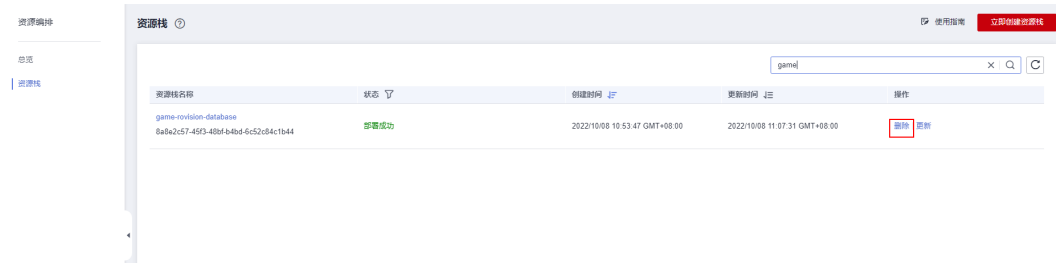 资源编排
总览
资源栈
资源栈
使用指南
立即创建资源栈
game
资源栈名称
状态
创建时间
更新时间
操作
game-rovision-database
8a8e2c57-45f3-48bf-b4bd-6c52c84c1b44
部署成功
2022/10/08 10:53:47 GMT+08:00
2022/10/08 11:07:31 GMT+08:00
删除 更新